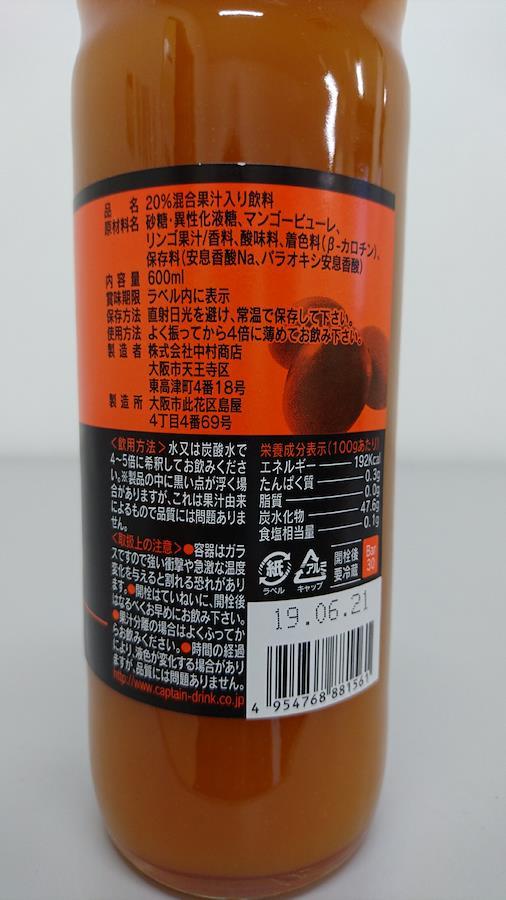 品名 20%混合果汁入り飲料
原材料名 砂糖・異性化液糖、マンゴーピューレ、
リンゴ果汁/香料、酸味料、着色料(β-カロチン)、
保存料(安息香酸Na、パラオキシ安息香酸)
内容量 600ml
賞味期限 ラベル内に表示
保存方法 直射日光を避け、常温で保存して下さい。
使用方法 よく振ってから4倍に薄めてお飲み下さい。
製造者 株式会社中村商店
大阪市天王寺区
東高津町4番18号
製造所 大阪市此花区島屋
4丁目4番69号
<飲用方法>水又は炭酸水で
4〜5倍に希釈してお飲みくださ
い。※製品の中に黒い点が浮く場
合がありますが、これは果汁由来
によるもので品質には問題ありま
せん。
<取扱上の注意>●容器はガラ
スですので強い衝撃や急激な温度
変化を与えると割れる恐れがあり
ます。●開栓はていねいに、開栓後
はなるべくお早めにお飲み下さい。
●果汁分離の場合はよくふってか
らお飲みください。●時間の経過
により、液色が変化する場合があり
ますが、品質には問題ありません。
http://www.captain-drink.co.jp
栄養成分表示(100gあたり)
エネルギー 192Kcal
たんぱく質 0.3g
脂質 0.0g
炭水化物 47.6g
食塩相当量 0.1g
紙
ラベル
アルミ
キャップ
開栓後
要冷蔵
Bar
30
19.06.21
4 954768 881561